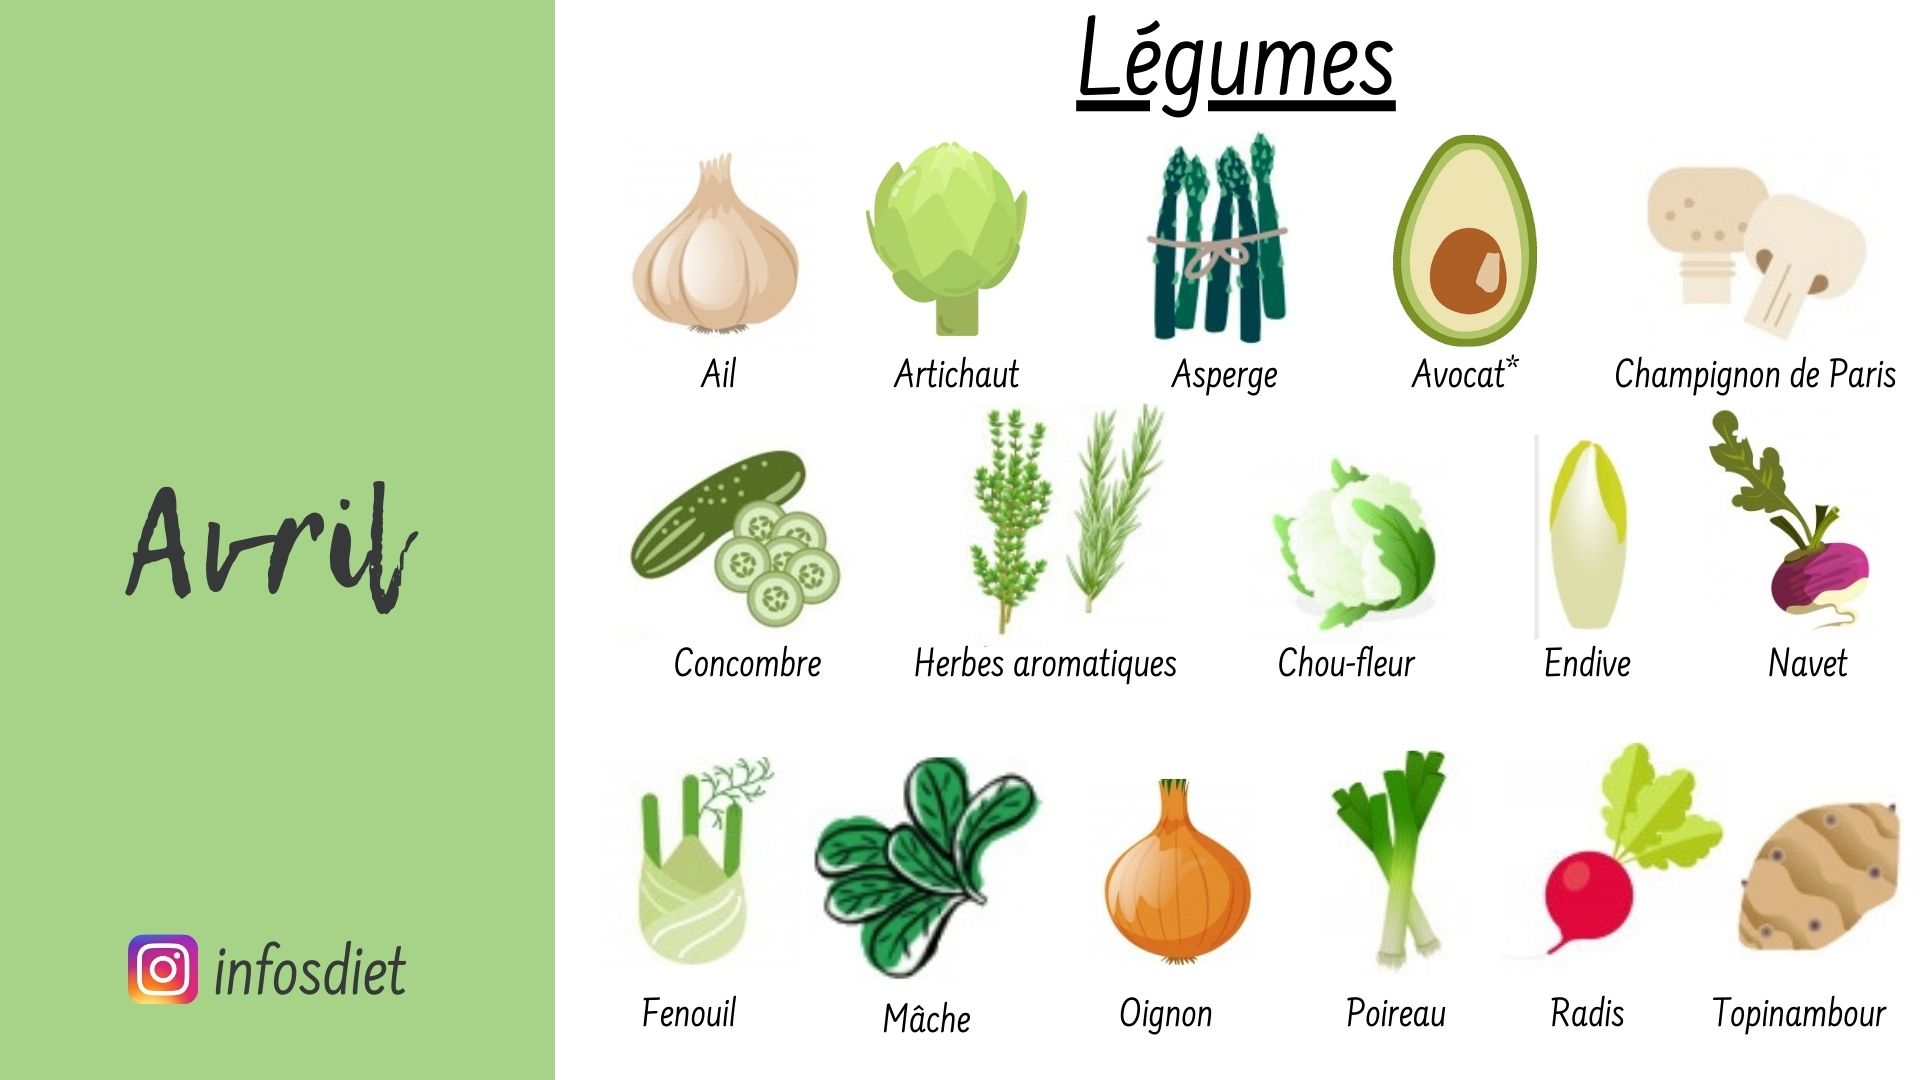 Légumes
Ail
Artichaut
Asperge
Avocat*
Champignon de Paris
Concombre
Herbes aromatiques
Chou-fleur
Endive
Navet
Fenouil
Mâche
Oignon
Poireau
Radis
Topinambour
Avril
infosdiet